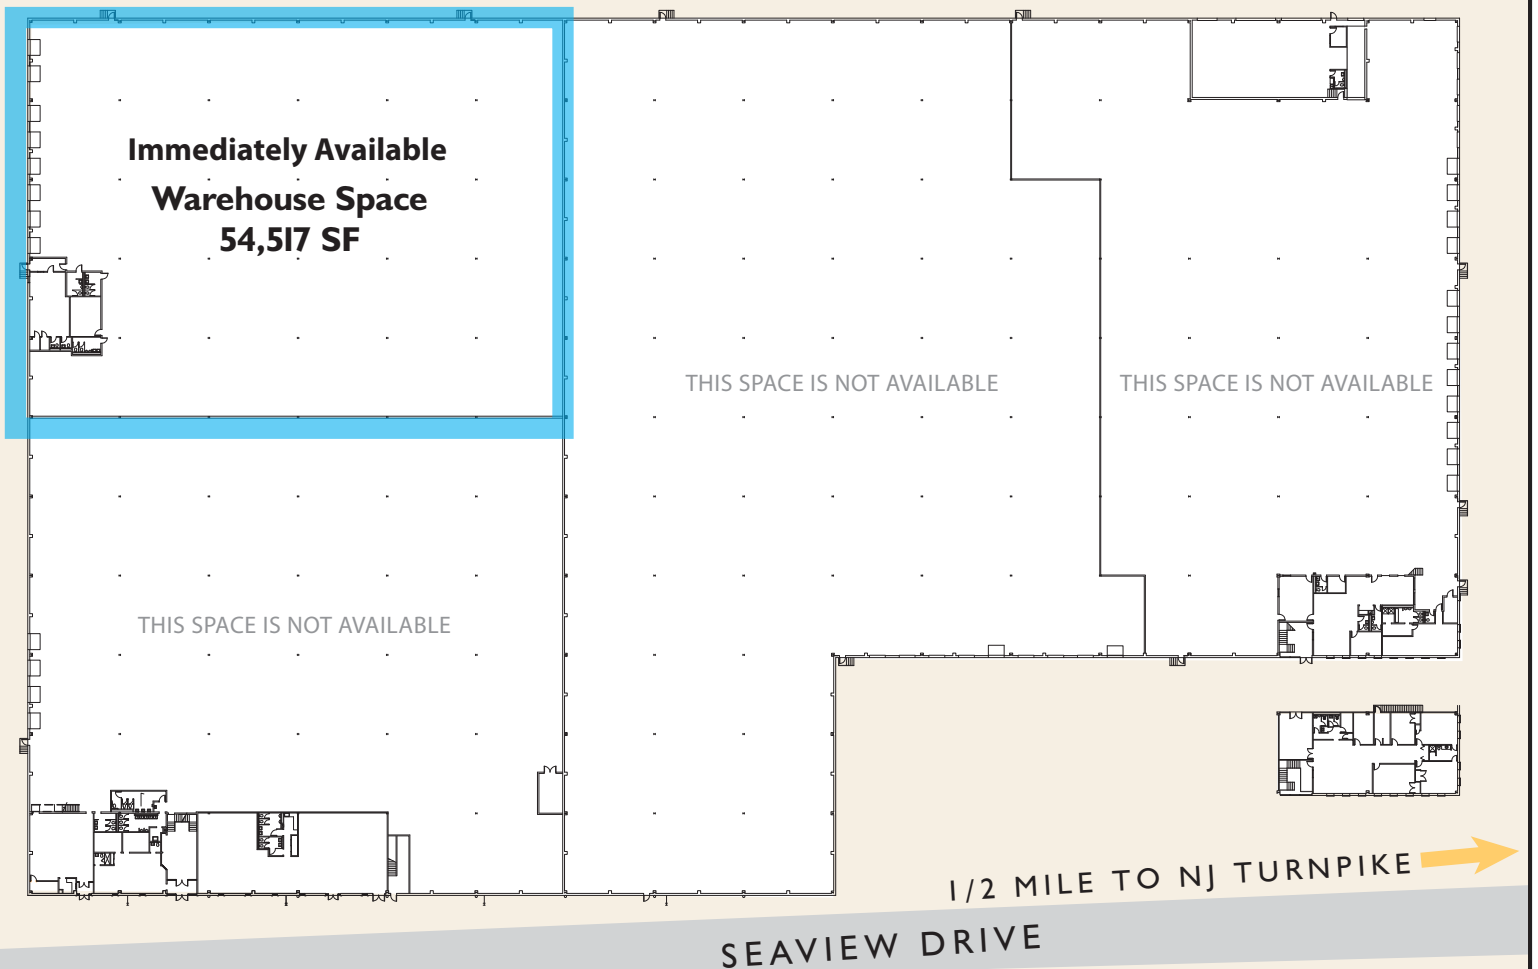 Immediately Available
Warehouse Space
54,517 SF
THIS SPACE IS NOT AVAILABLE
THIS SPACE IS NOT AVAILABLE
THIS SPACE IS NOT AVAILABLE
1/2 MILE TO NJ TURNPIKE
SEAVIEW DRIVE